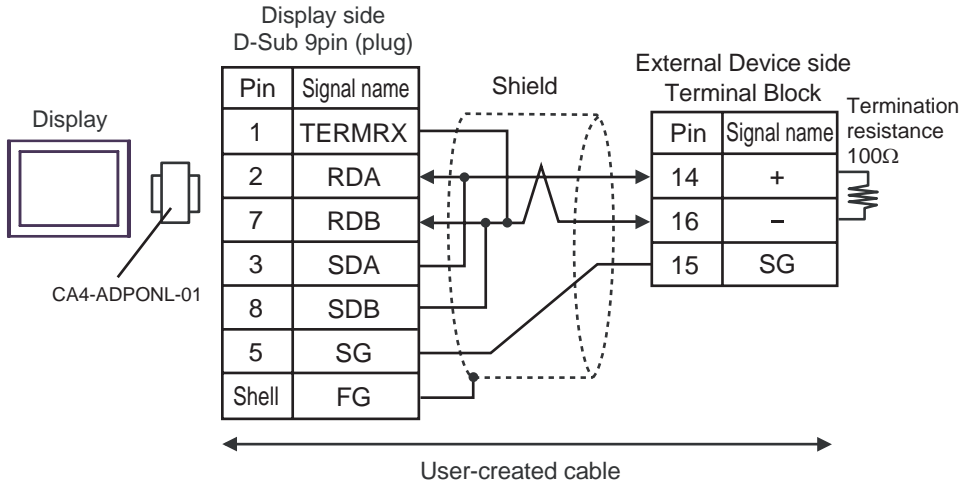 Display side
D-Sub 9pin (plug)
Pin Signal name
1 TERMRX
2 RDA
7 RDB
3 SDA
8 SDB
5 SG
Shell FG
Display
CA4-ADPONL-01
Shield
External Device side
Terminal Block
Pin Signal name
14 +
16 –
15 SG
Termination
resistance
100Ω
User-created cable